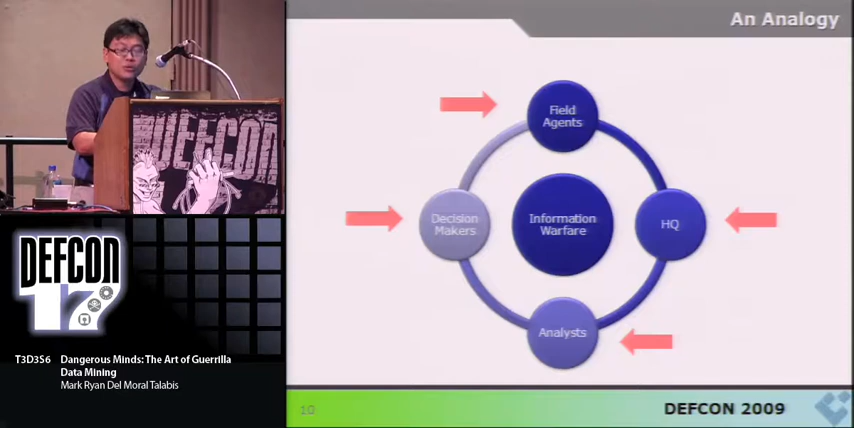 An Analogy
Field
Agents
Decision
Makers
Information
Warfare
HQ
Analysts
10
DEFCON 2009
DEFCON
DEFCON
17
T3D3S6 Dangerous Minds: The Art of Guerrilla
Data Mining
Mark Ryan Del Moral Talabis